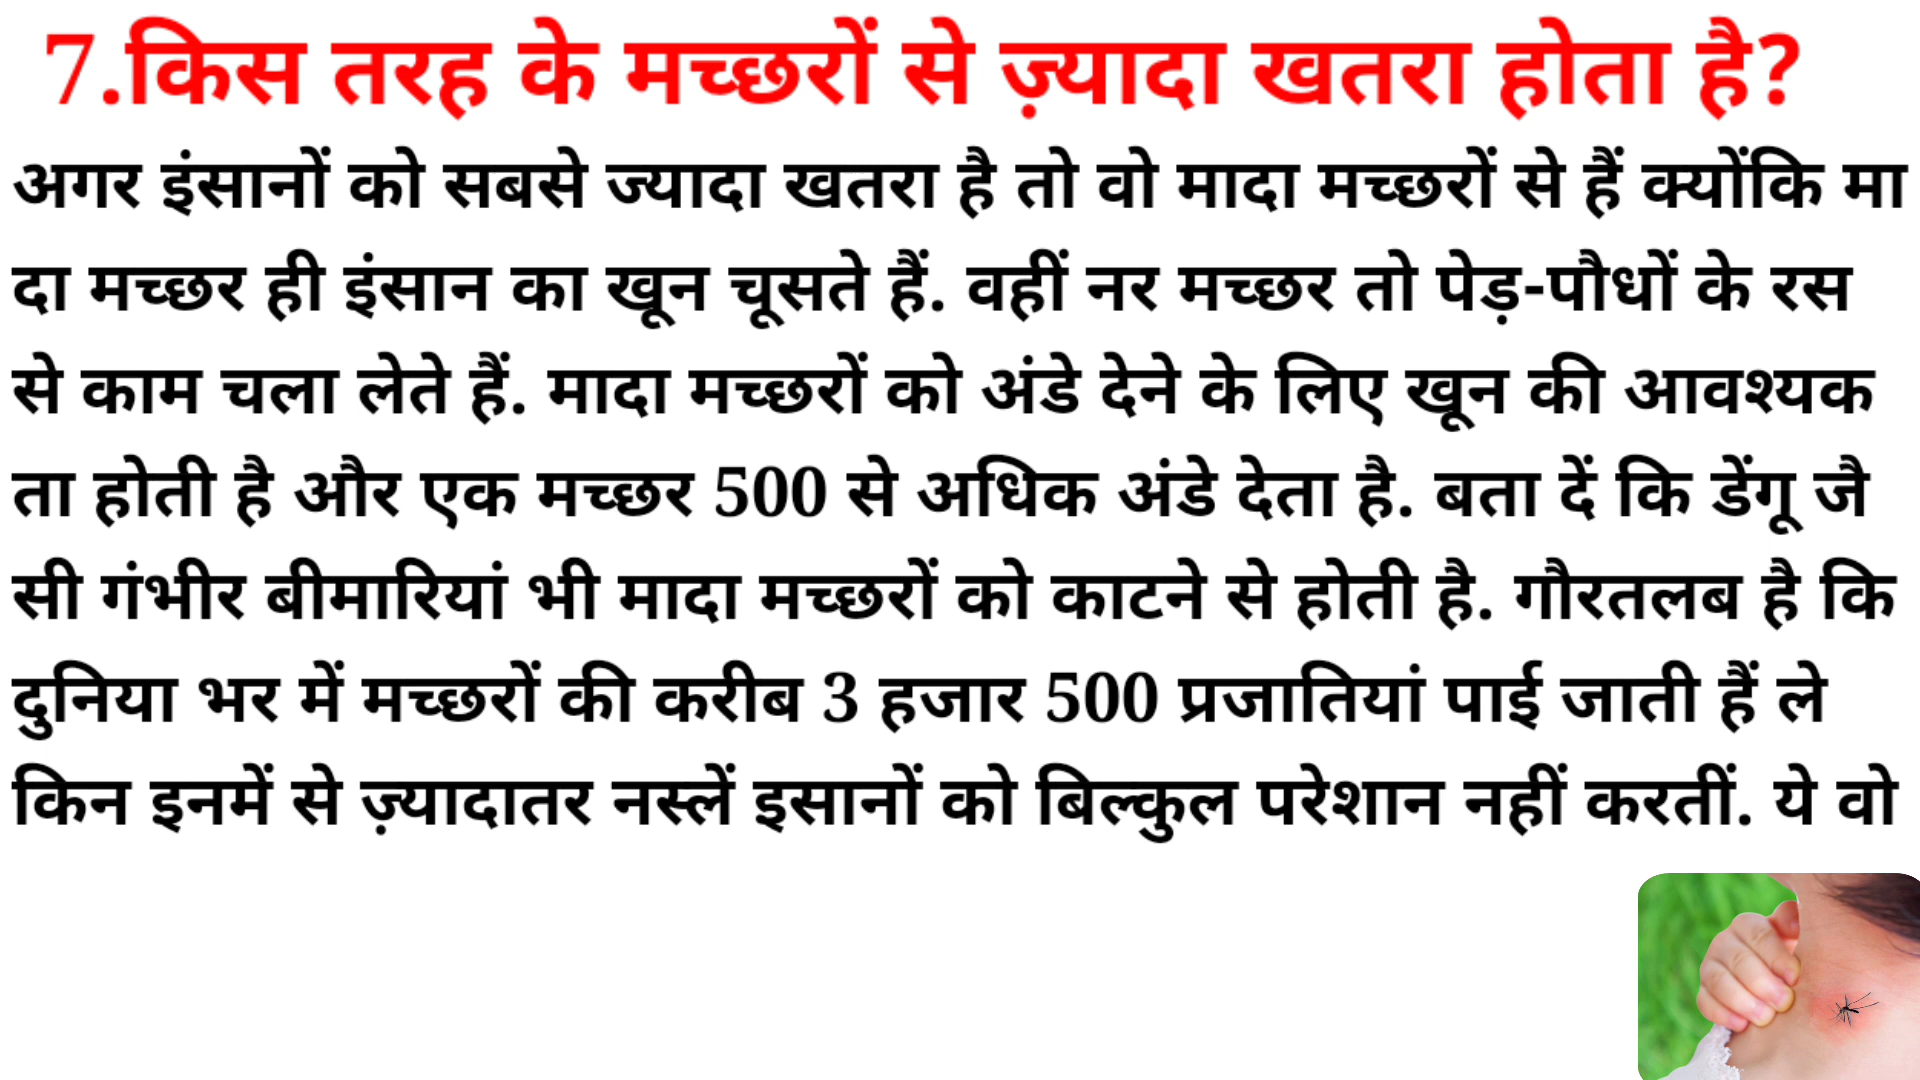 7.किस तरह के मच्छरों से ज़्यादा खतरा होता है?
अगर इंसानों को सबसे ज्यादा खतरा है तो वो मादा मच्छरों से हैं क्योंकि मा
दा मच्छर ही इंसान का खून चूसते हैं. वहीं नर मच्छर तो पेड़-पौधों के रस
से काम चला लेते हैं. मादा मच्छरों को अंडे देने के लिए खून की आवश्यक
ता होती है और एक मच्छर 500 से अधिक अंडे देता है. बता दें कि डेंगू जै
सी गंभीर बीमारियां भी मादा मच्छरों को काटने से होती है. गौरतलब है कि
दुनिया भर में मच्छरों की करीब 3 हजार 500 प्रजातियां पाई जाती हैं ले
किन इनमें से ज़्यादातर नस्लें इसानों को बिल्कुल परेशान नहीं करतीं. ये वो